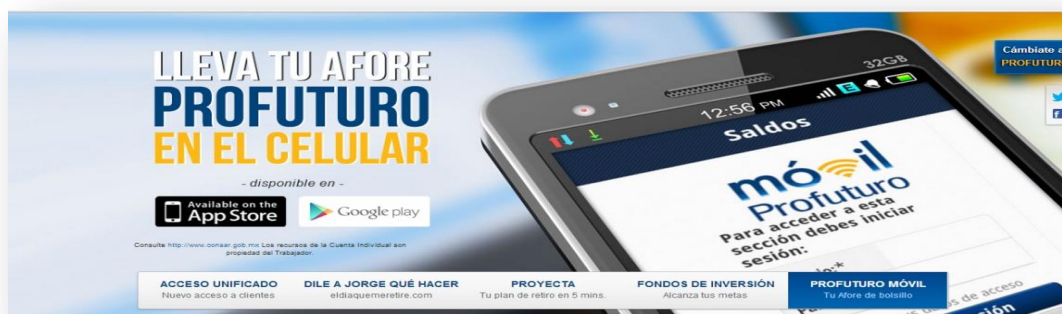 LLEVA TU AFORE
PROFUTURO
EN EL CELULAR
- disponible en -
Available on the
App Store
Google play
Consulte http://www.consar.gob.mx Los recursos de la Cuenta Individual son
propiedad del Trabajador.
32GB
12:56 PM
Saldos
móvil
Profuturo
Para acceder a esta
sección debes iniciar
sesión:
de acceso
Cámbiate a
PROFUTURO
ACCESO UNIFICADO
Nuevo acceso a clientes
DILE A JORGE QUÉ HACER
eldiaquemeretire.com
PROYECTA
Tu plan de retiro en 5 mins.
FONDOS DE INVERSIÓN
Alcanza tus metas
PROFUTURO MÓVIL
Tu Afore de bolsillo